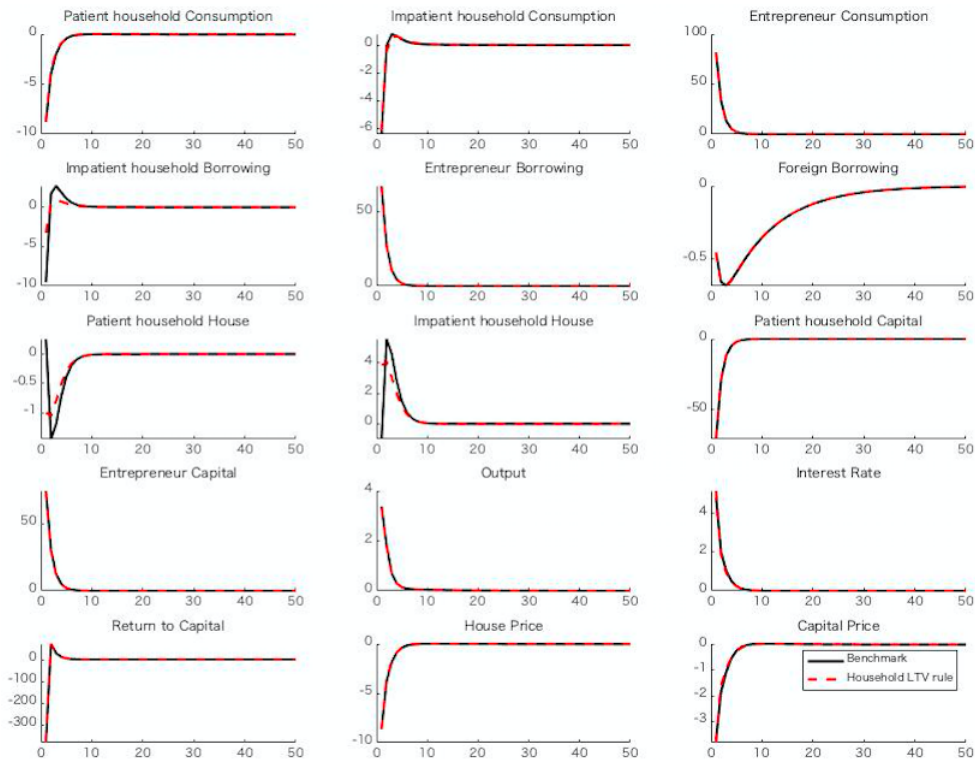 Patient household Consumption
0
-5
-10
0 10 20 30 40 50
Impatient household Consumption
0
-2
-4
-6
0 10 20 30 40 50
Entrepreneur Consumption
100
50
0
0 10 20 30 40 50
Impatient household Borrowing
0
-5
-10
0 10 20 30 40 50
Entrepreneur Borrowing
50
0
0 10 20 30 40 50
Foreign Borrowing
0
-0.5
0 10 20 30 40 50
Patient household House
0
-0.5
-1
0 10 20 30 40 50
Impatient household House
4
2
0
0 10 20 30 40 50
Patient household Capital
0
-50
0 10 20 30 40 50
Entrepreneur Capital
50
0
0 10 20 30 40 50
Output
4
2
0
0 10 20 30 40 50
Interest Rate
4
2
0
0 10 20 30 40 50
Return to Capital
0
-100
-200
-300
0 10 20 30 40 50
House Price
0
-5
-10
0 10 20 30 40 50
Capital Price
0
-1
-2
-3
0 10 20 30 40 50
Benchmark
Household LTV rule